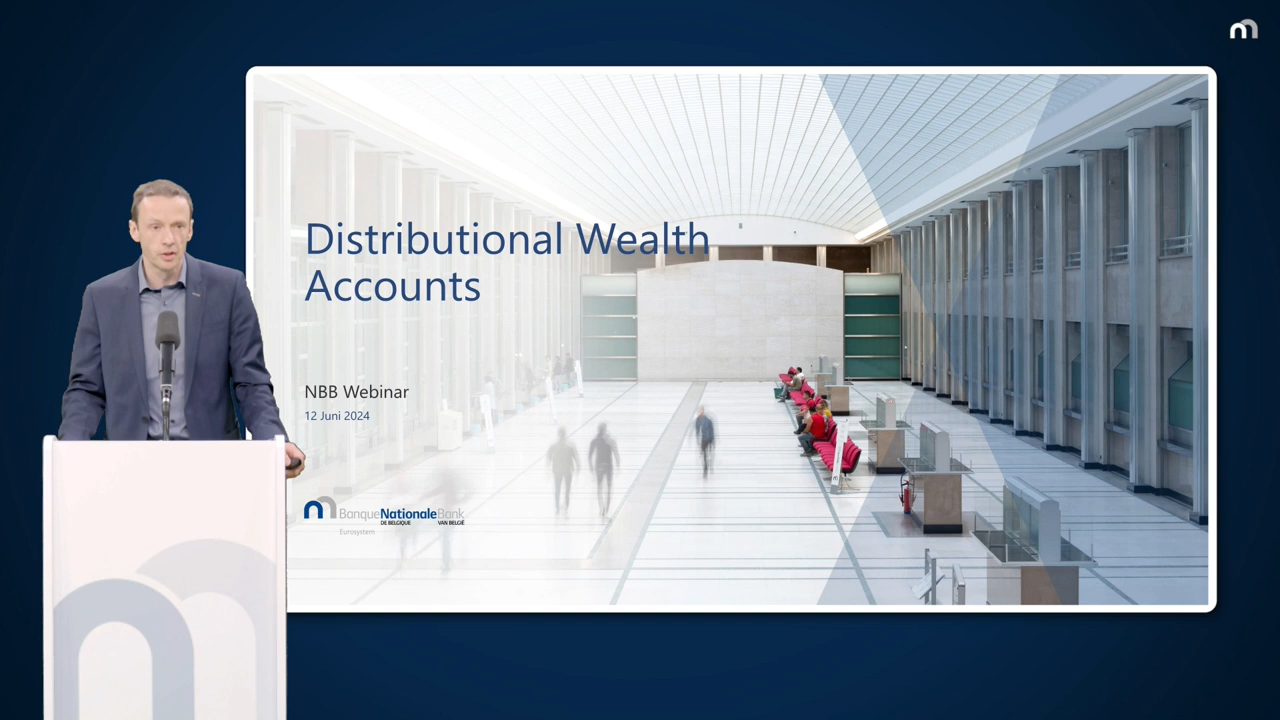 Distributional Wealth
Accounts
NBB Webinar
12 Juni 2024
BanqueNationaleBank
DE BELGIQUE VAN BELGIË
Eurosystem